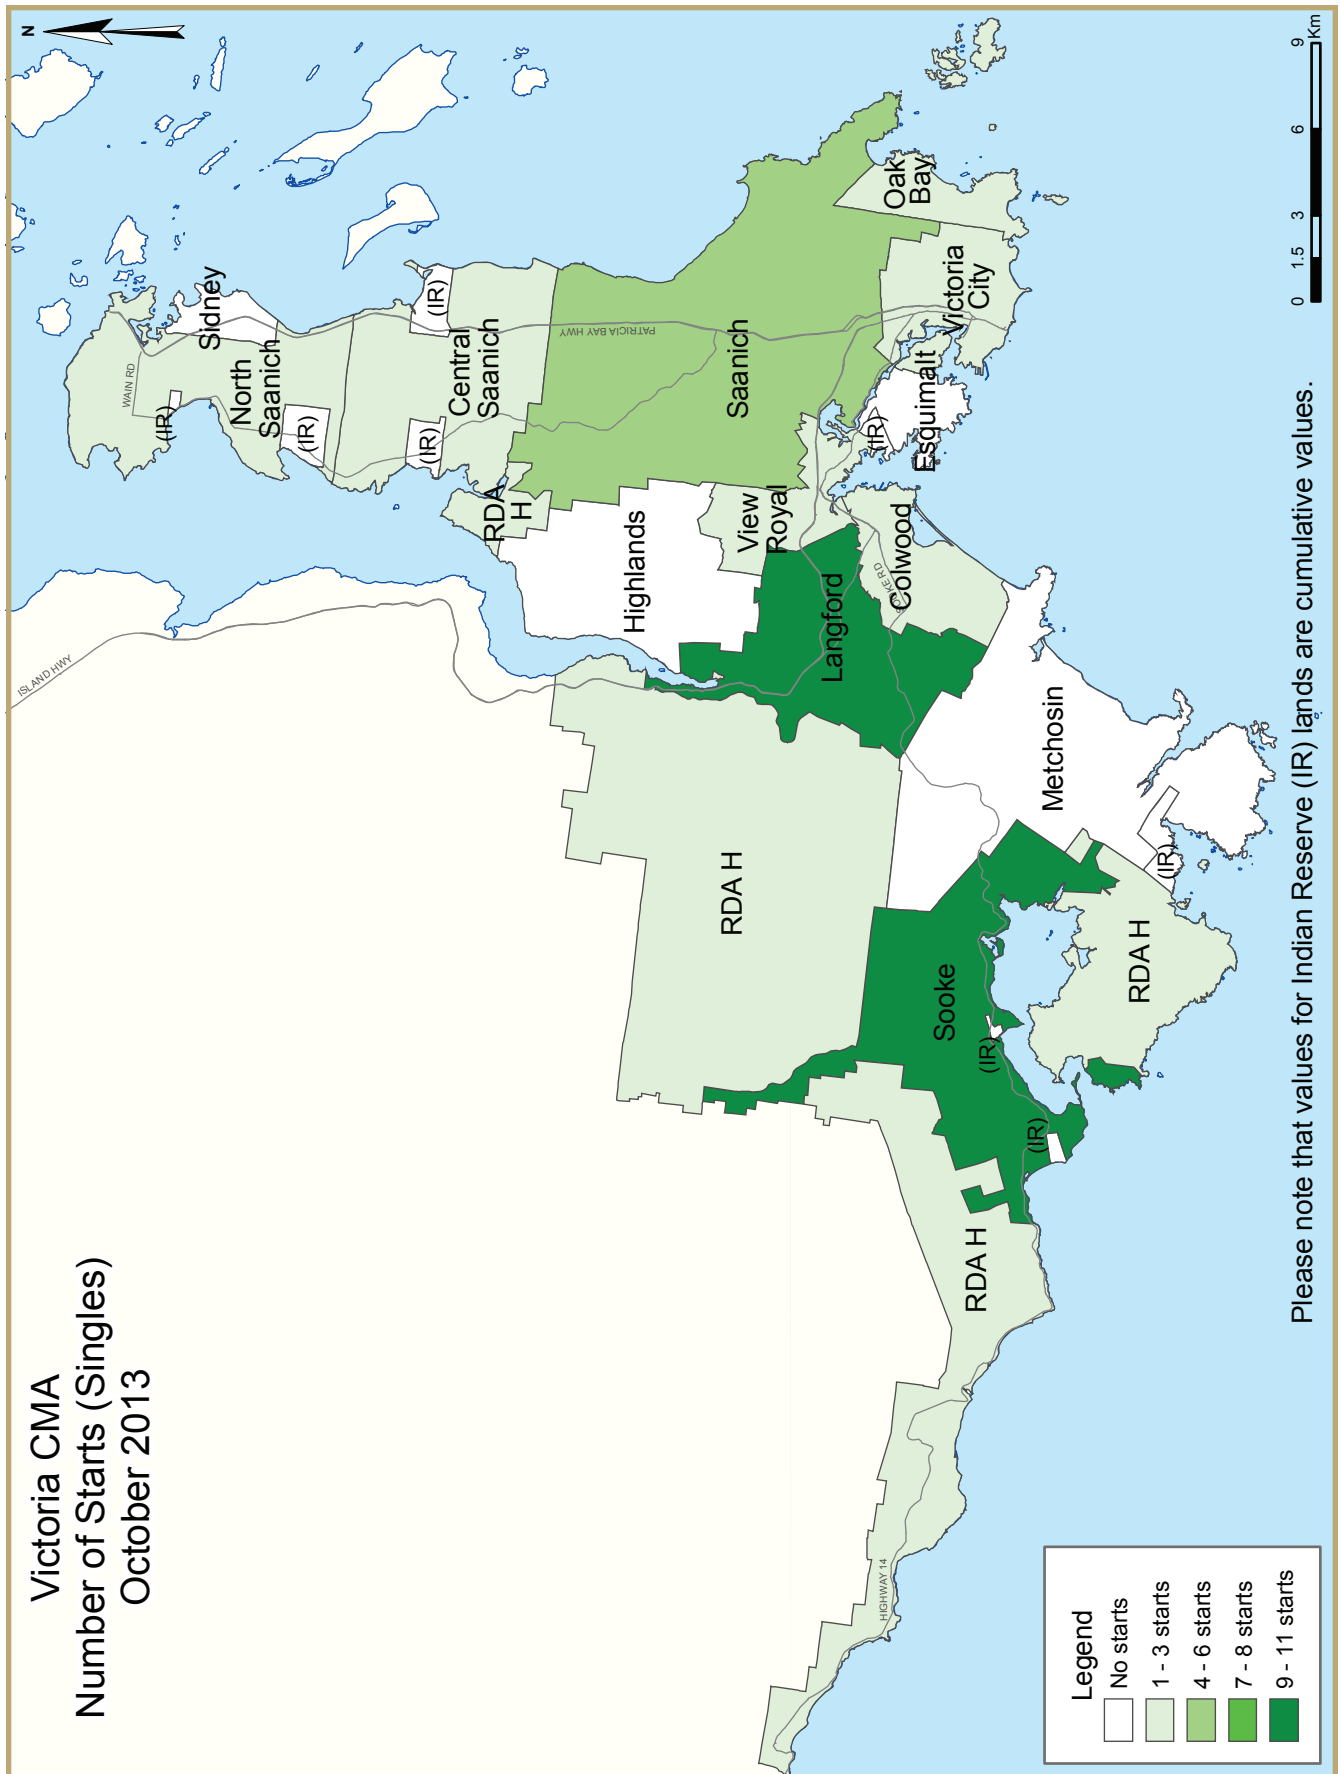 Victoria CMA
Number of Starts (Singles)
October 2013
N
ISLAND HWY
WAIN RD
(IR)
North
Saanich
Sidney
(IR)
(IR)
(IR)
Central
Saanich
RDA
H
PATRICIA BAY HWY
Saanich
Highlands
View
Royal
Oak
Bay
Victoria
City
(IR)
Esquimalt
Langford
Colwood
RDA H
Metchosin
(IR)
Sooke
(IR)
(IR)
RDA H
RDA H
HIGHWAY 14
Legend
No starts
1 - 3 starts
4 - 6 starts
7 - 8 starts
9 - 11 starts
0 1.5 3 6 9
Km
Please note that values for Indian Reserve (IR) lands are cumulative values.